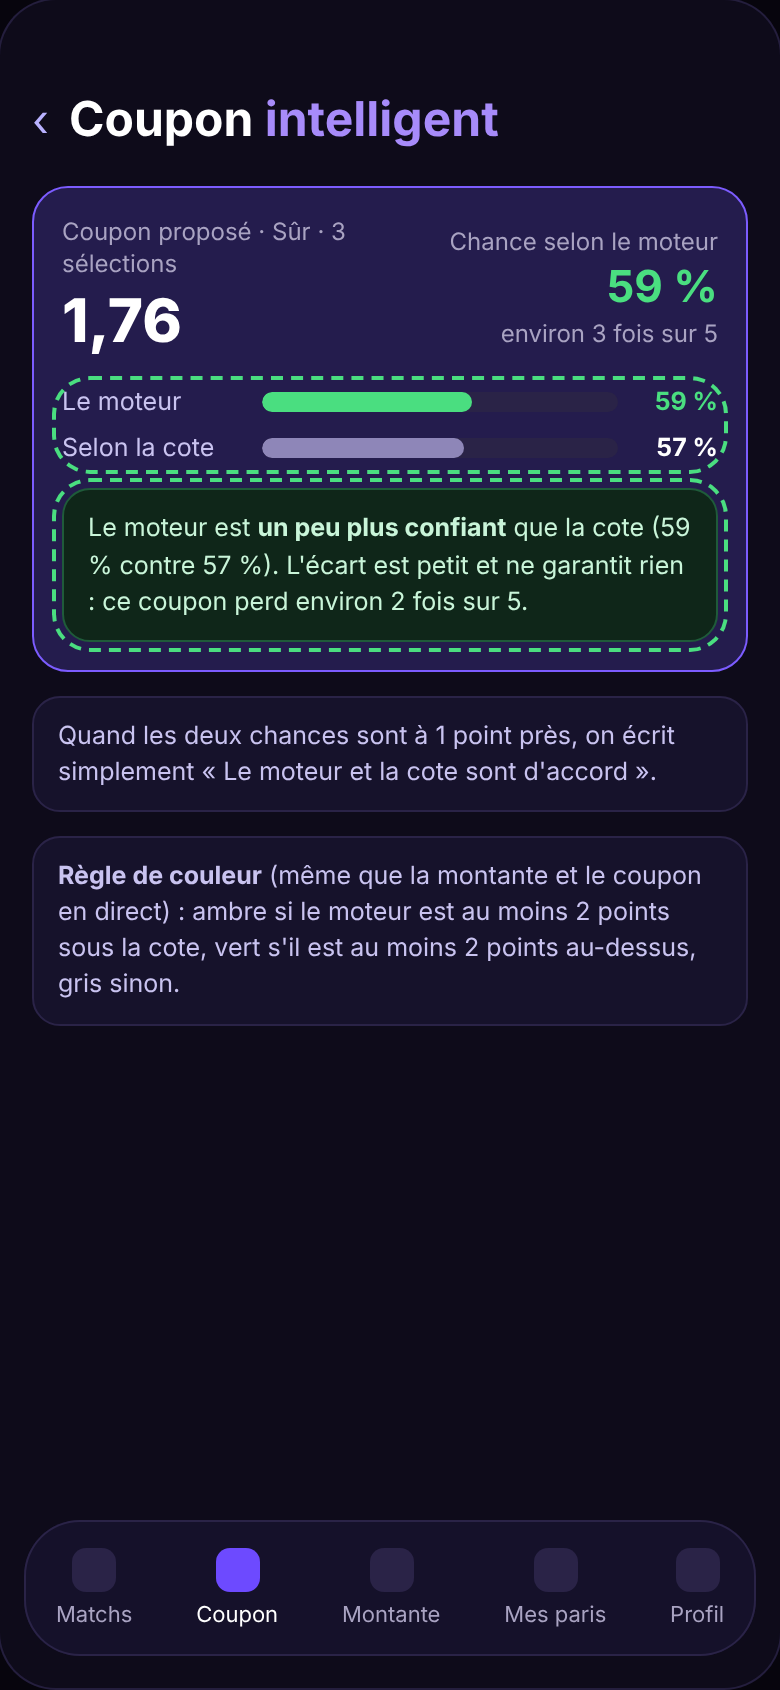 ‹ Coupon intelligent
Coupon proposé · Sûr · 3
sélections
1,76
Chance selon le moteur
59 %
environ 3 fois sur 5
Le moteur 59 %
Selon la cote 57 %
Le moteur est un peu plus confiant que la cote (59
% contre 57 %). L'écart est petit et ne garantit rien
: ce coupon perd environ 2 fois sur 5.
Quand les deux chances sont à 1 point près, on écrit
simplement « Le moteur et la cote sont d'accord ».
Règle de couleur (même que la montante et le coupon
en direct) : ambre si le moteur est au moins 2 points
sous la cote, vert s'il est au moins 2 points au-dessus,
gris sinon.
Matchs Coupon Montante Mes paris Profil